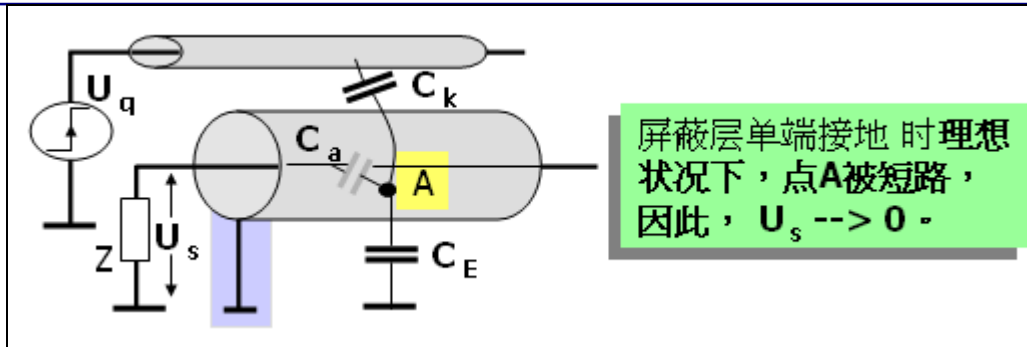 U q
C k
C a
A
Z
U s
C E
屏蔽层单端接地 时理想
状况下，点A被短路，
因此， U s --> 0 。